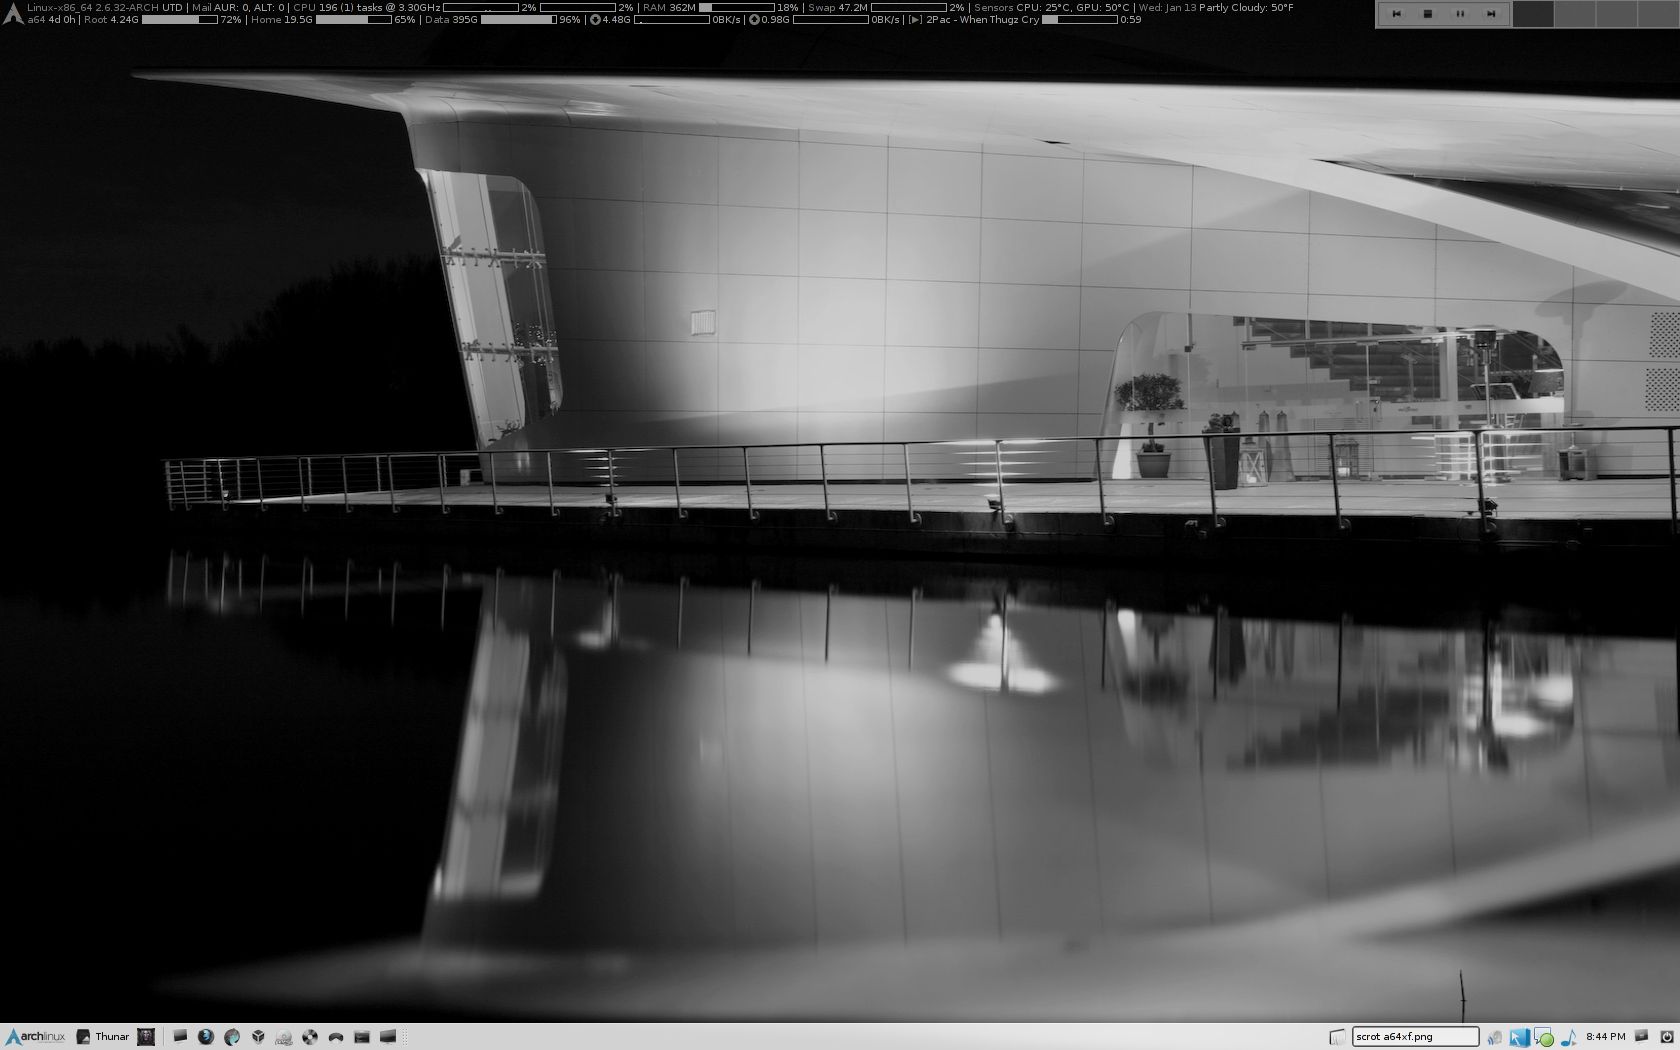 Linux-x86_64 2.6.32-ARCH UTD | Mail AUR: 0, ALT: 0 | CPU 196 (1) tasks @ 3.30GHz 2% 2% | RAM 362M 18% | Swap 47.2M 2% | Sensors CPU: 25°C, GPU: 50°C | Wed: Jan 13 Partly Cloudy: 50°F
a64 4d 0h | Root 4.24G 72% | Home 19.5G 65% | Data 395G 96% | 4.48G 0BK/s | 0.98G 0BK/s | [▶] 2Pac - When Thugz Cry 0:59
archlinux Thunar scrot a64xf.png 8:44 PM